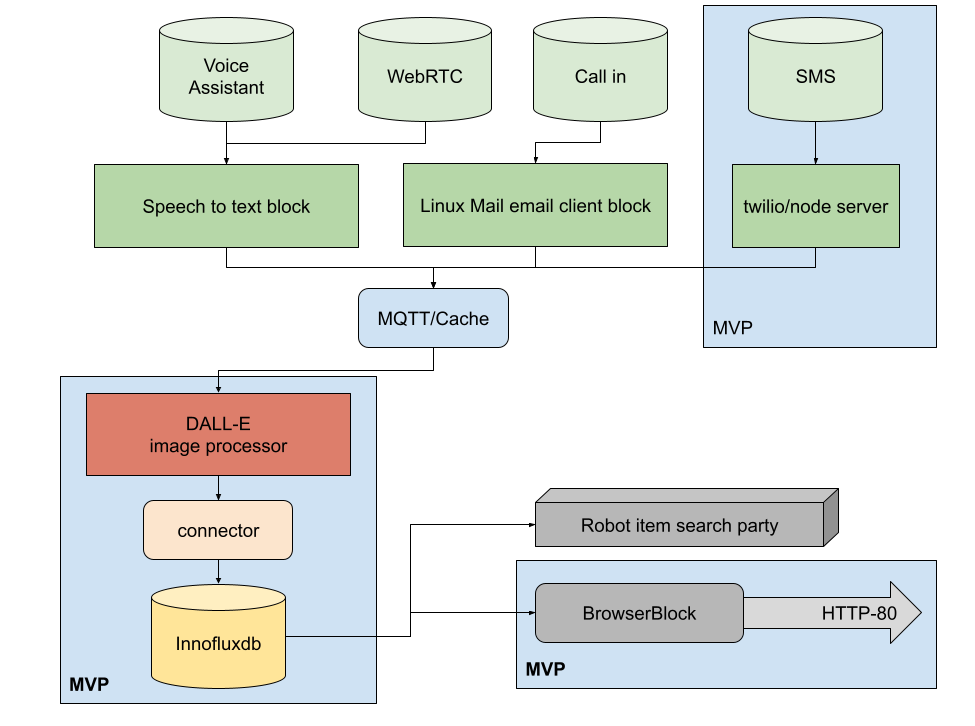 Voice
Assistant
WebRTC
Call in
SMS
Speech to text block
Linux Mail email client block
twilio/node server
MQTT/Cache
MVP
DALL-E
image processor
connector
Robot item search party
Innofluxdb
BrowserBlock
HTTP-80
MVP
MVP